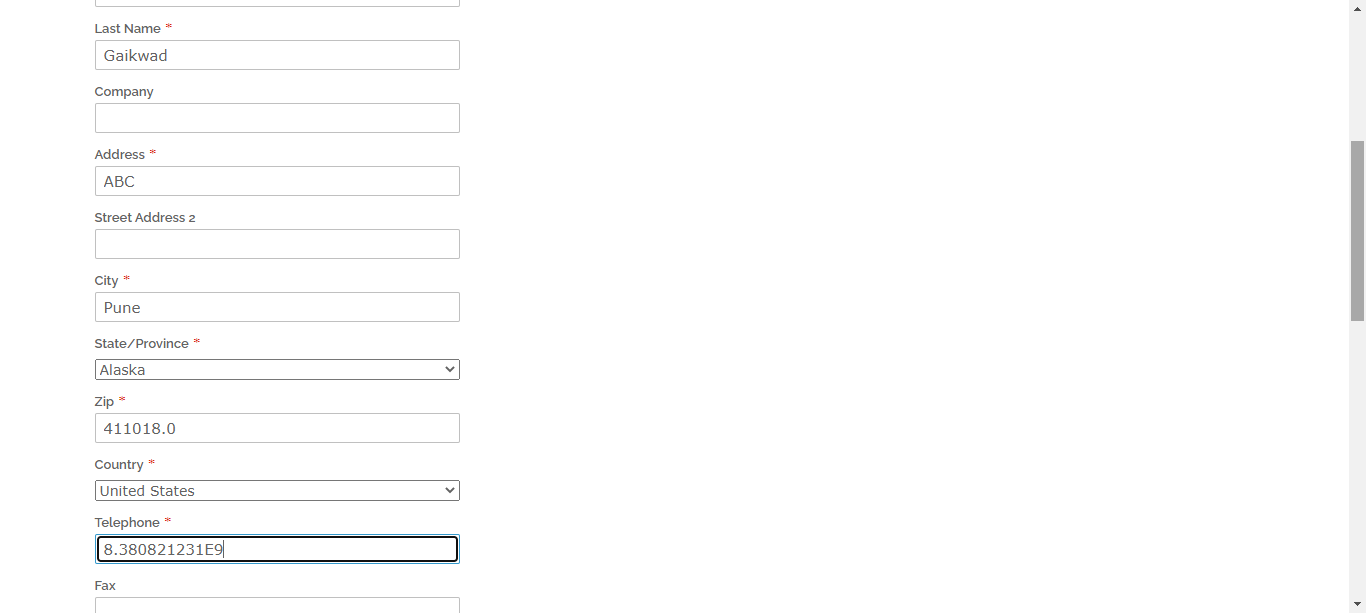 Last Name *
Gaikwad
Company
Address *
ABC
Street Address 2
City *
Pune
State/Province *
Alaska
Zip *
411018.0
Country *
United States
Telephone *
8.380821231E9
Fax